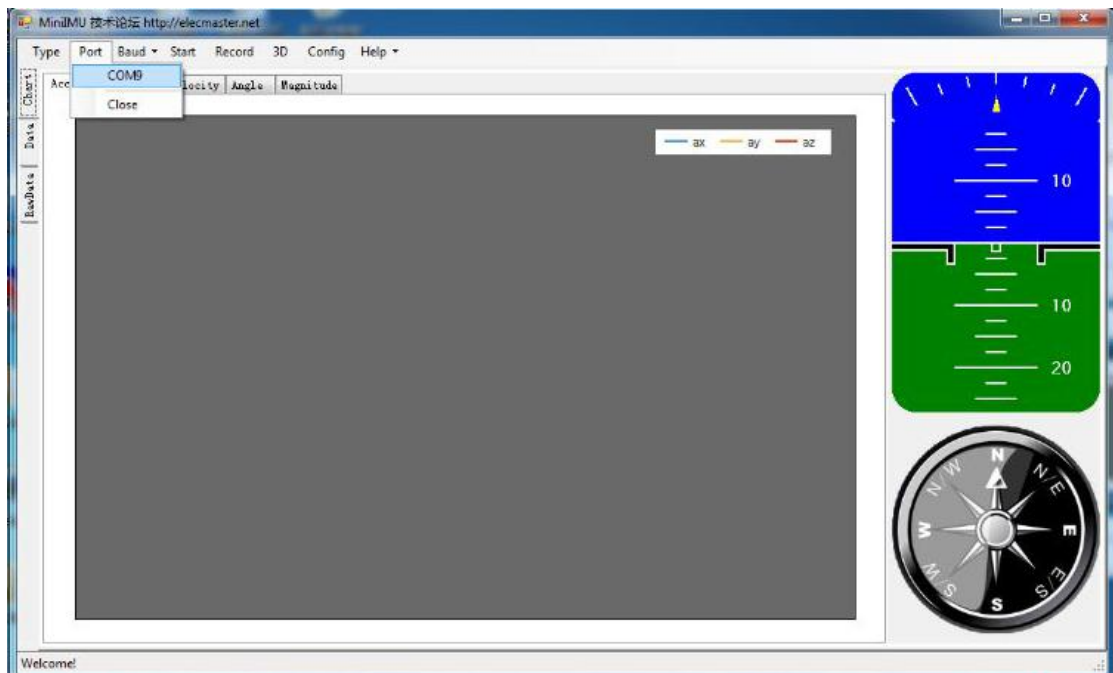 MiniIMU 技术论坛 http://elecmaster.net
Type Port Baud Start Record 3D Config Help
COM9
Close
Acc
locity Angle Magnitude
Chart
Data
RawData
ax ay az
10
10
20
N
N/E
E
E/S
S
S/W
W
N/W
Welcome!